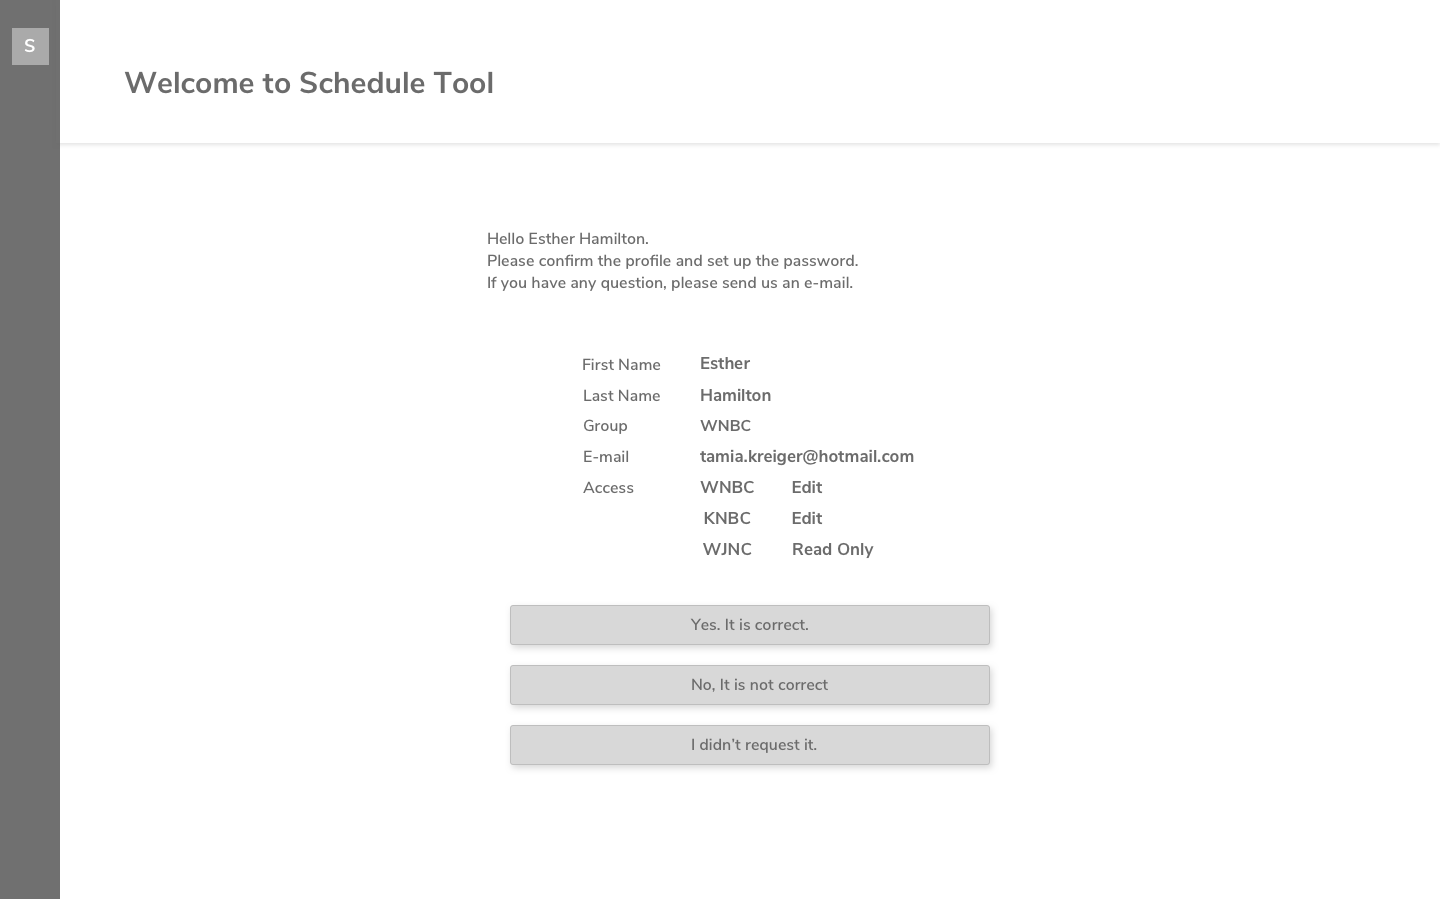 S
Welcome to Schedule Tool
Hello Esther Hamilton.
Please confirm the profile and set up the password.
If you have any question, please send us an e-mail.
First Name Esther
Last Name Hamilton
Group WNBC
E-mail tamia.kreiger@hotmail.com
Access WNBC Edit
KNBC Edit
WJNC Read Only
Yes. It is correct.
No, It is not correct
I didn't request it.